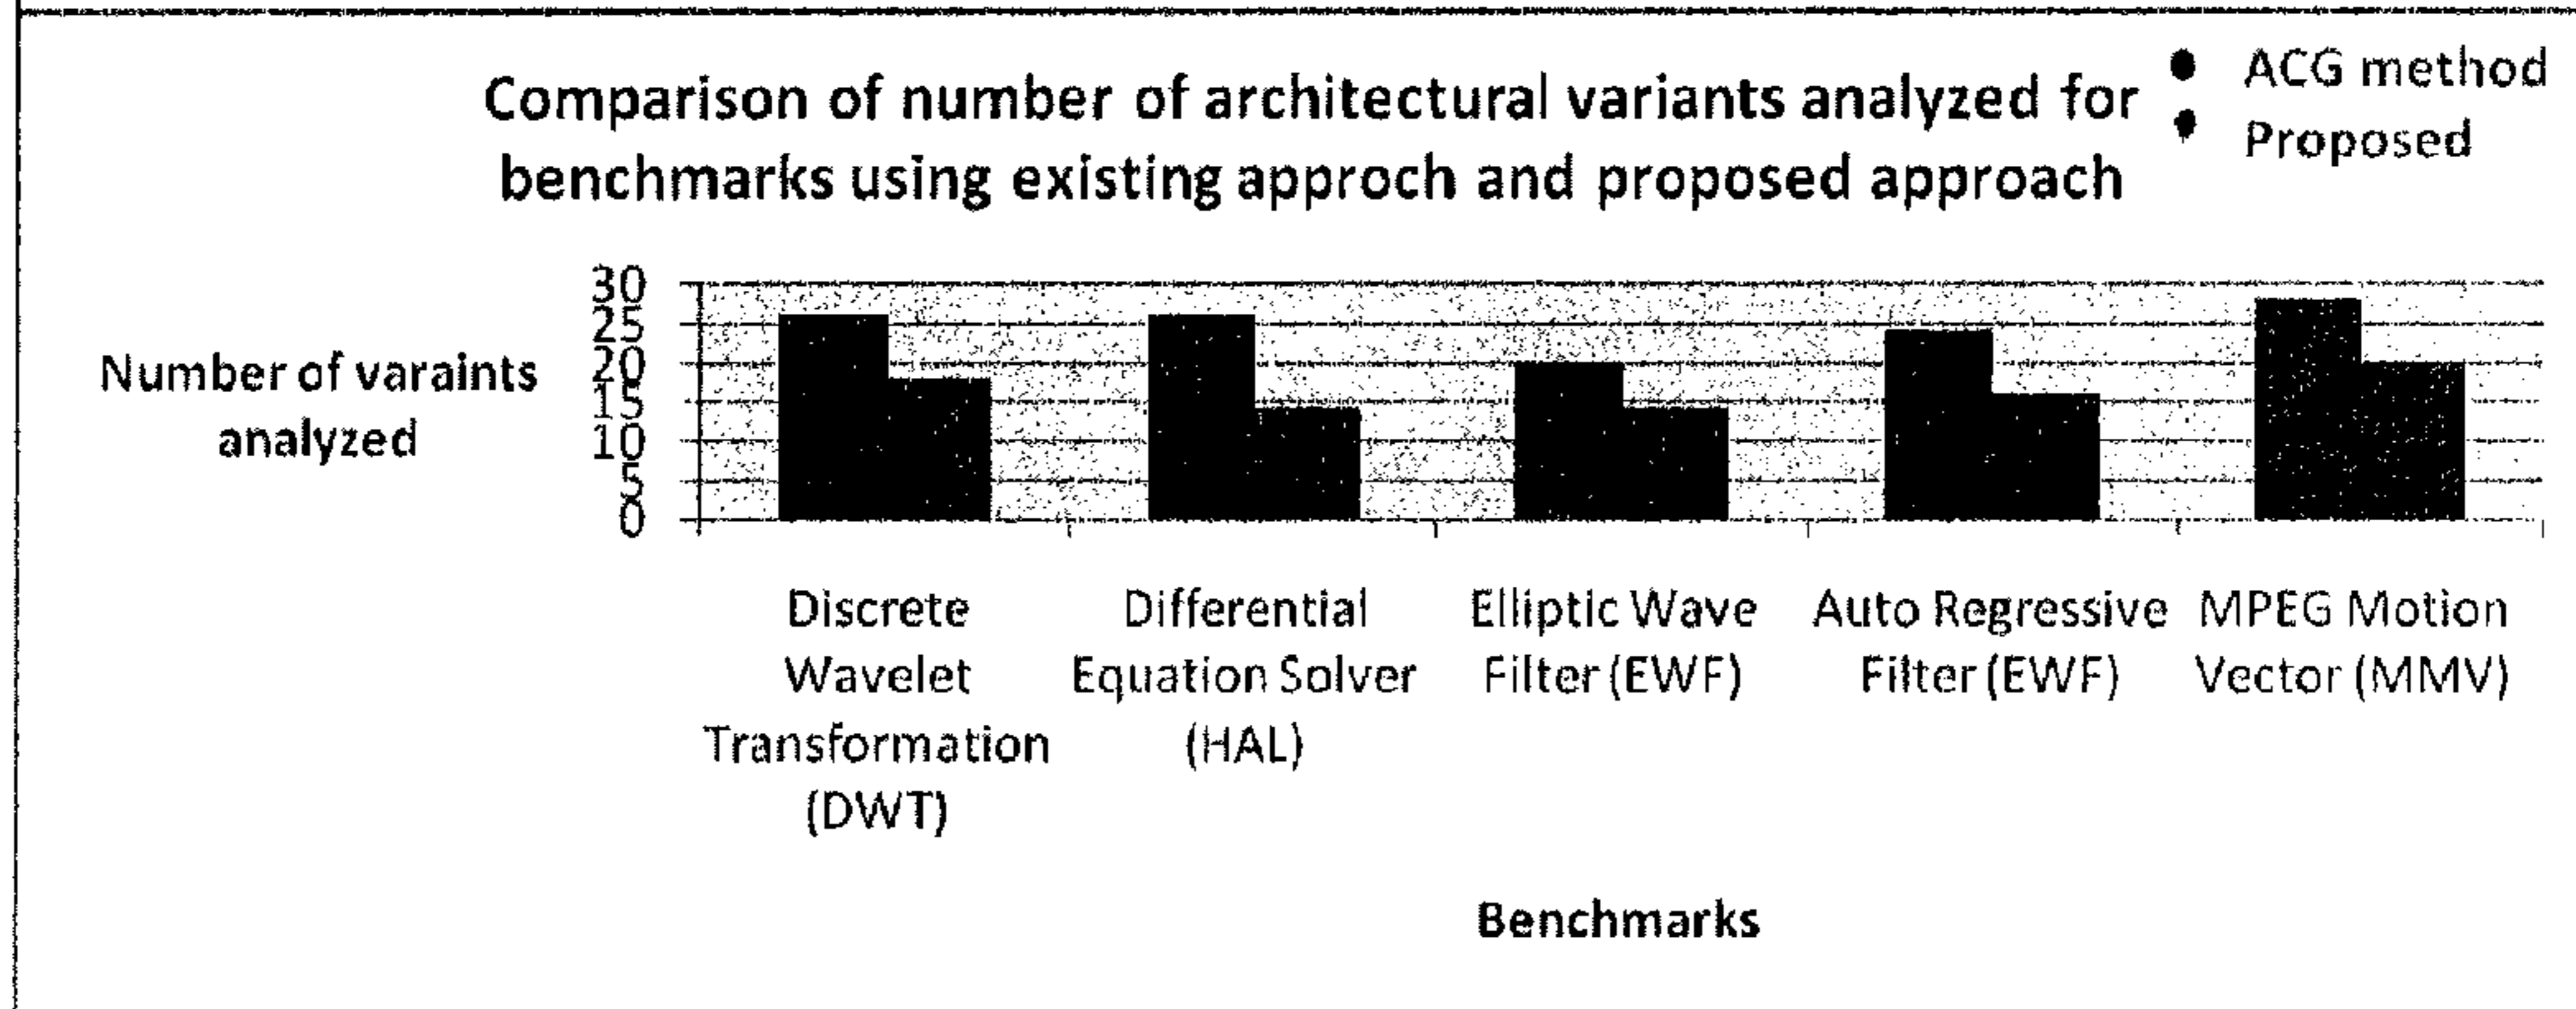 Comparison of number of architectural variants analyzed for
benchmarks using existing approch and proposed approach
ACG method
Proposed
Number of varaints
analyzed
30
25
20
15
10
5
0
Discrete
Wavelet
Transformation
(DWT)
Differential
Equation Solver
(HAL)
Elliptic Wave
Filter (EWF)
Auto Regressive
Filter (EWF)
MPEG Motion
Vector (MMV)
Benchmarks